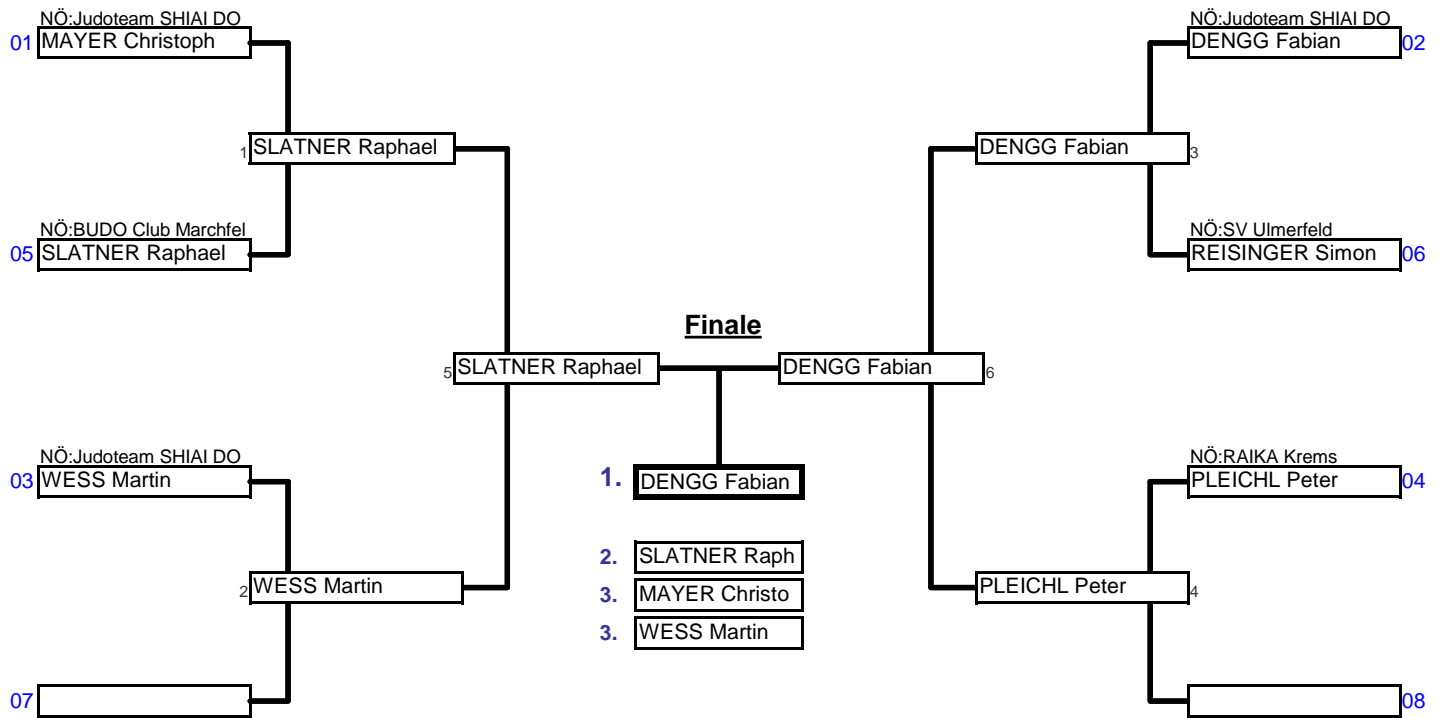 NÖ:Judoteam SHIAI DO
01 MAYER Christoph
1 SLATNER Raphael
NÖ:BUDO Club Marchfel
05 SLATNER Raphael
5 SLATNER Raphael
NÖ:Judoteam SHIAI DO
03 WESS Martin
2 WESS Martin
07
Finale
1. DENGG Fabian
2. SLATNER Raph
3. MAYER Christo
3. WESS Martin
NÖ:Judoteam SHIAI DO
DENGG Fabian 02
DENGG Fabian 3
NÖ:SV Ulmerfeld
REISINGER Simon 06
DENGG Fabian 6
NÖ:RAIKA Krems
PLEICHL Peter 04
PLEICHL Peter 4
08